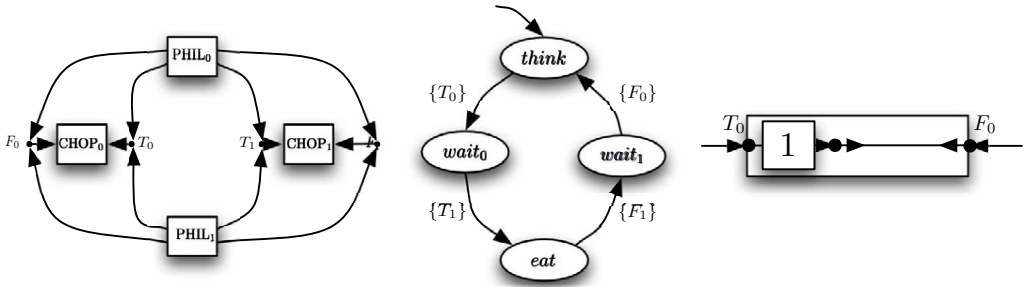 PHIL₀
F₀ CHOP₀ T₀ T₁ CHOP₁ F
PHIL₁
think
{T₀} {F₀}
wait₀ wait₁
{T₁} {F₁}
eat
T₀ F₀
1